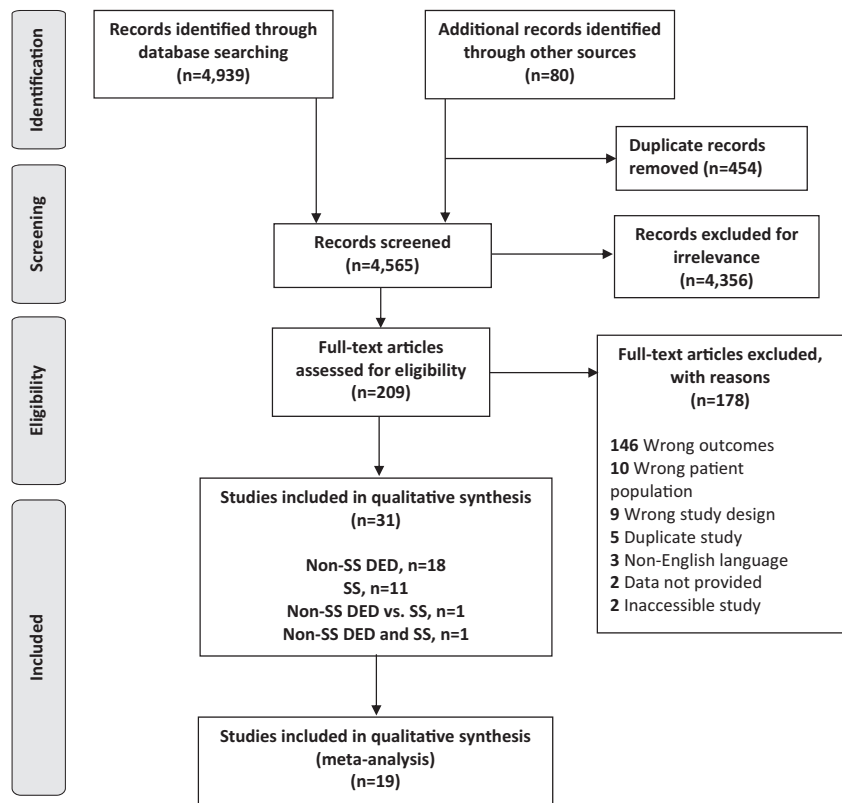 Identification
Records identified through
database searching
(n=4,939)
Additional records identified
through other sources
(n=80)
Duplicate records
removed (n=454)
Screening
Records screened
(n=4,565)
Records excluded for
irrelevance
(n=4,356)
Eligibility
Full-text articles
assessed for eligibility
(n=209)
Full-text articles excluded,
with reasons
(n=178)
146 Wrong outcomes
10 Wrong patient
population
9 Wrong study design
5 Duplicate study
3 Non-English language
2 Data not provided
2 Inaccessible study
Included
Studies included in qualitative synthesis
(n=31)
Non-SS DED, n=18
SS, n=11
Non-SS DED vs. SS, n=1
Non-SS DED and SS, n=1
Studies included in qualitative synthesis
(meta-analysis)
(n=19)